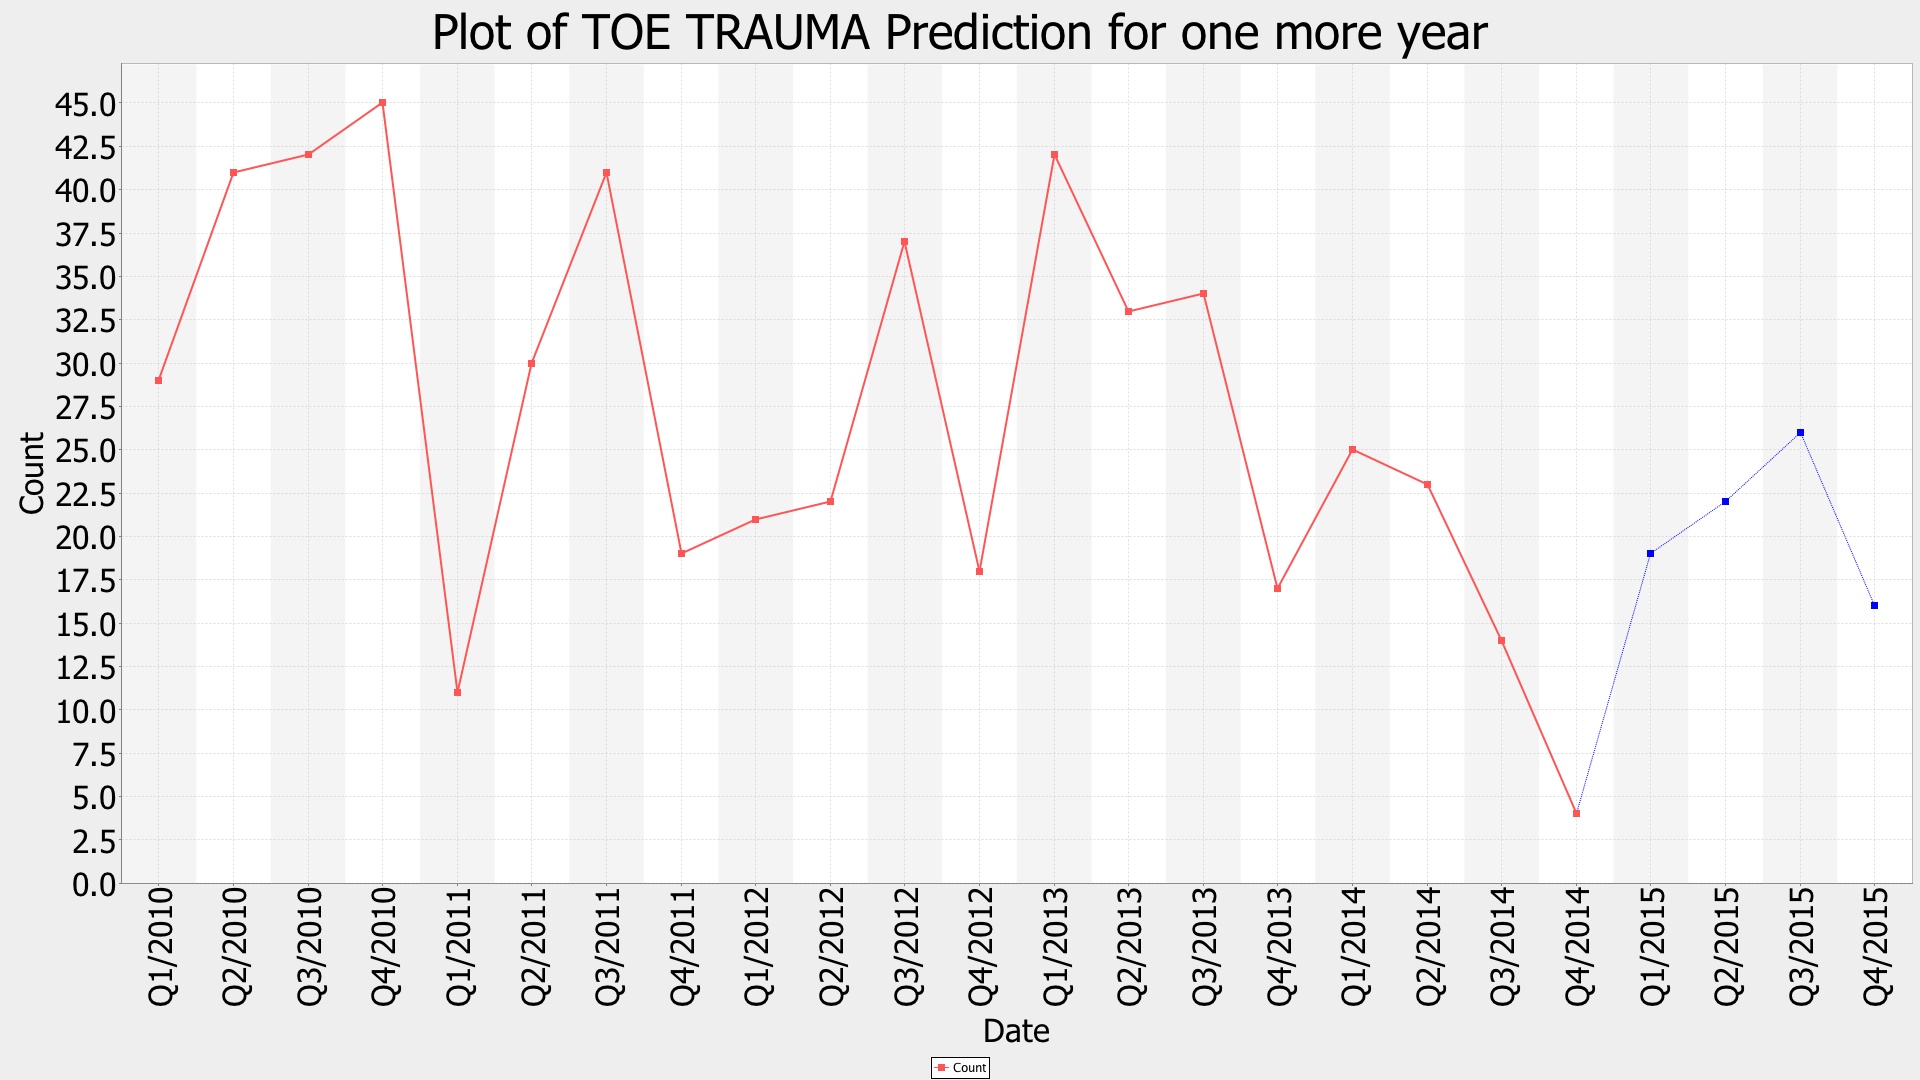 Plot of TOE TRAUMA Prediction for one more year
Count
45.0
42.5
40.0
37.5
35.0
32.5
30.0
27.5
25.0
22.5
20.0
17.5
15.0
12.5
10.0
7.5
5.0
2.5
0.0
Q1/2010
Q2/2010
Q3/2010
Q4/2010
Q1/2011
Q2/2011
Q3/2011
Q4/2011
Q1/2012
Q2/2012
Q3/2012
Q4/2012
Q1/2013
Q2/2013
Q3/2013
Q4/2013
Q1/2014
Q2/2014
Q3/2014
Q4/2014
Q1/2015
Q2/2015
Q3/2015
Q4/2015
Date
Count